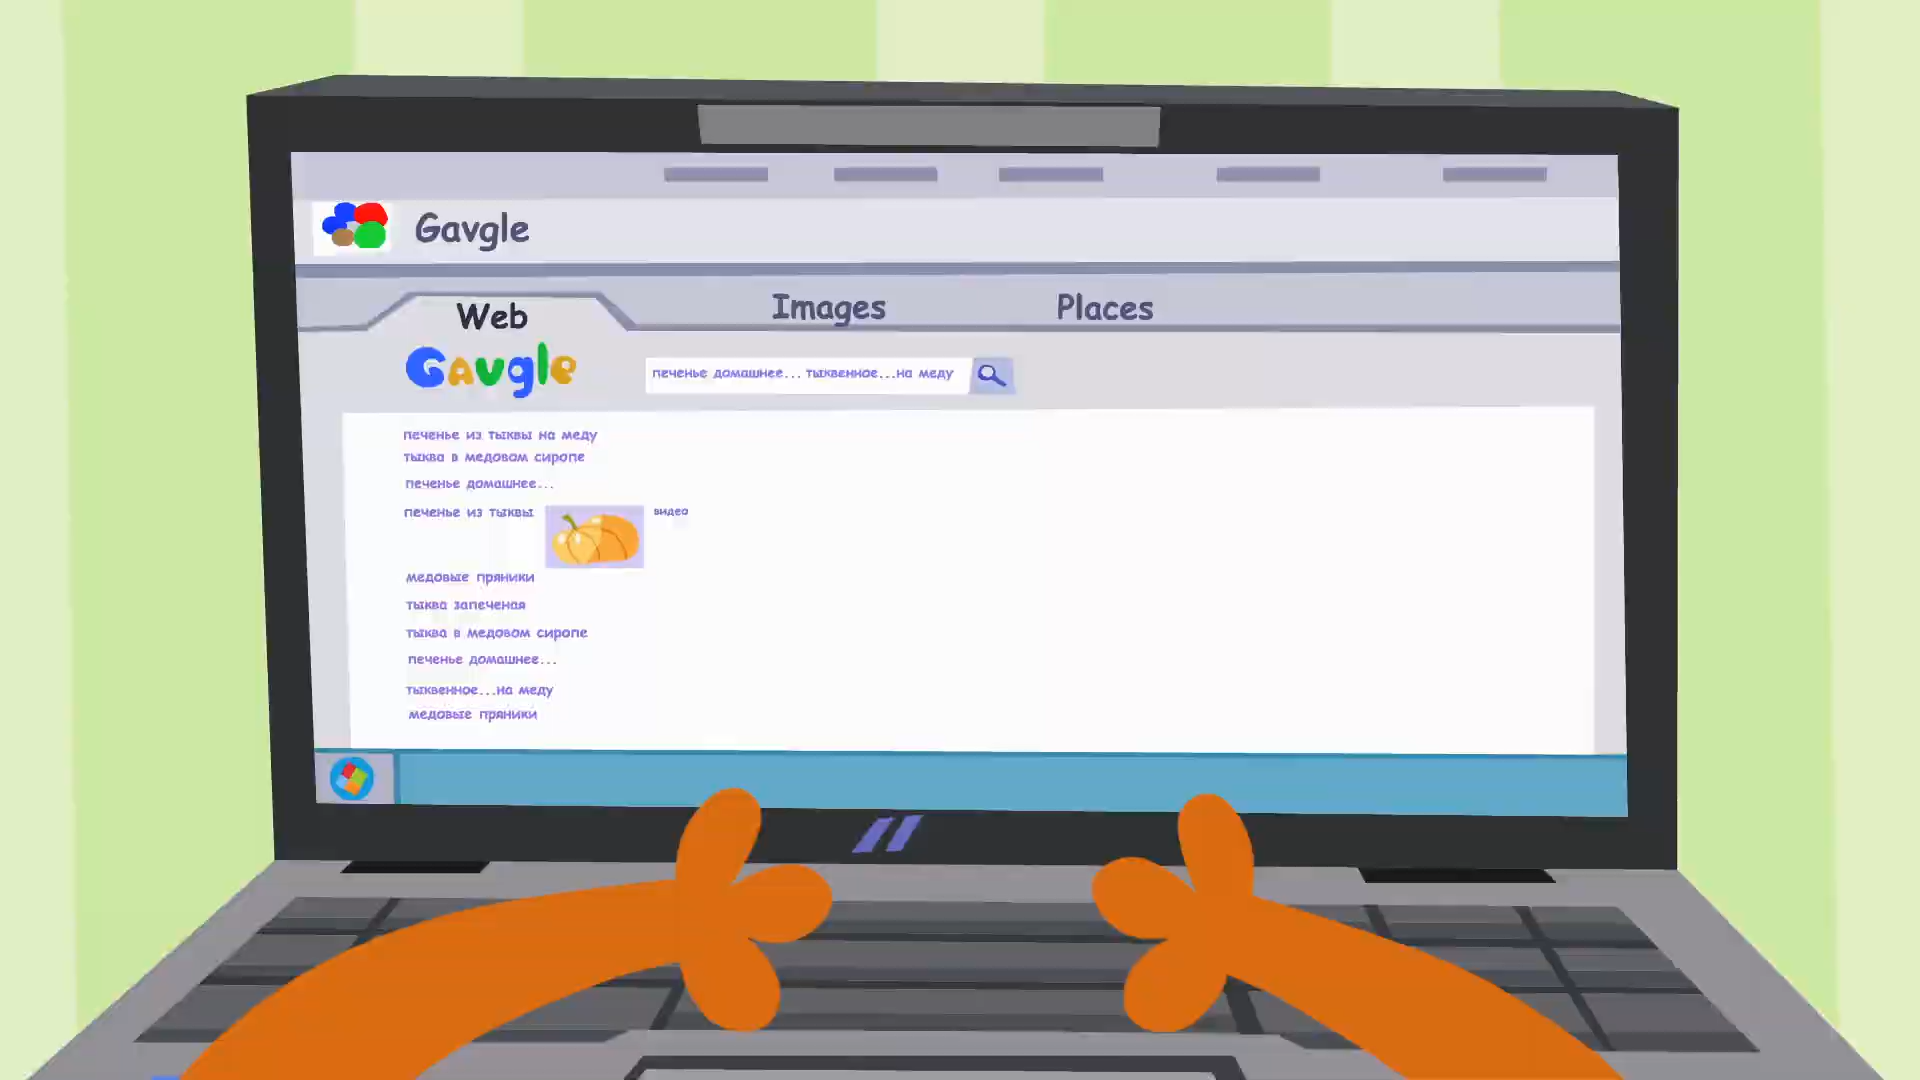 Gavgle
Web
Images
Places
Gavgle
печенье домашнее... тыквенное...на меду
печенье из тыквы на меду
тыква в медовом сиропе
печенье домашнее...
печенье из тыквы
видео
медовые пряники
тыква запеченая
тыква в медовом сиропе
печенье домашнее...
тыквенное...на меду
медовые пряники